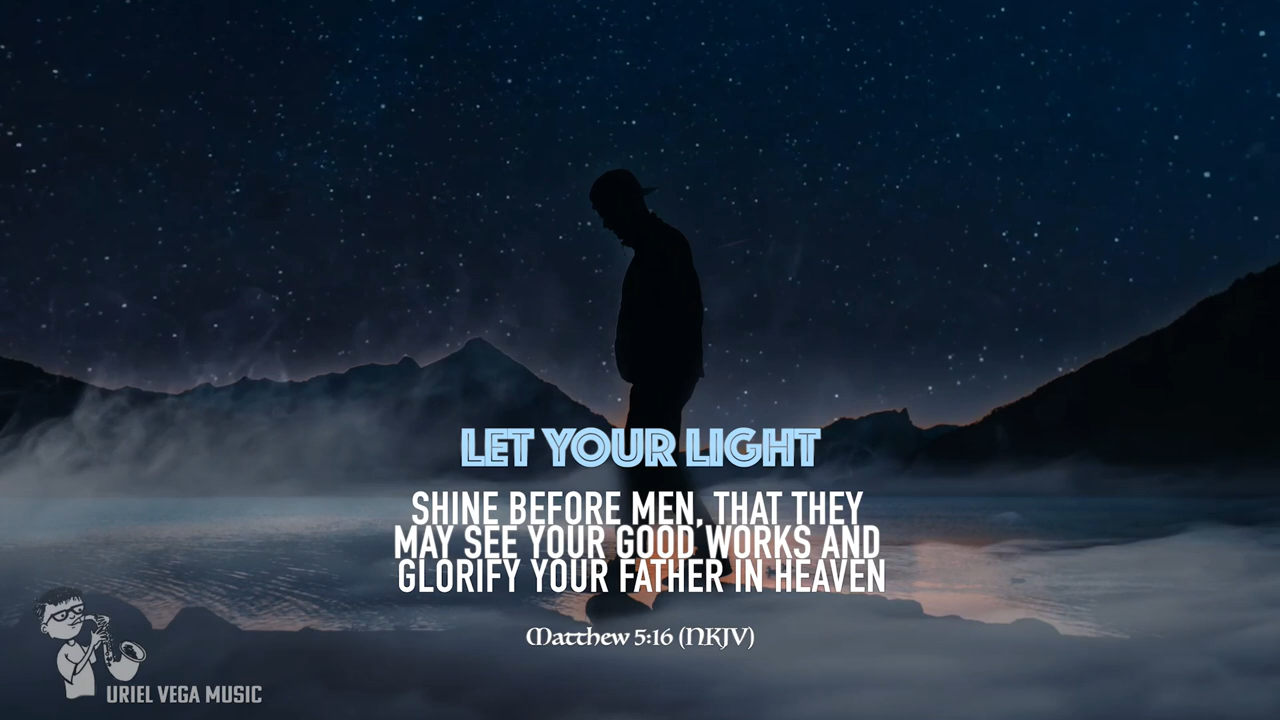 LET YOUR LIGHT
SHINE BEFORE MEN, THAT THEY
MAY SEE YOUR GOOD WORKS AND
GLORIFY YOUR FATHER IN HEAVEN
Matthew 5:16 (NKJV)
URIEL VEGA MUSIC